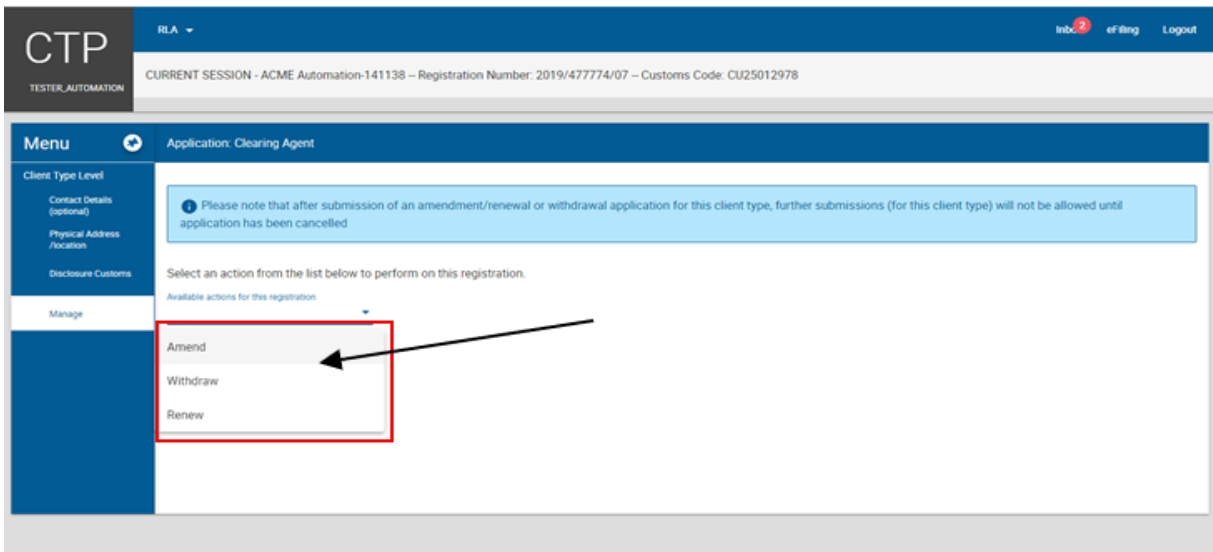 CTP
TESTER_AUTOMATION
RLA
Inbox 2 eFiling Logout
CURRENT SESSION - ACME Automation-141138 – Registration Number: 2019/477774/07 – Customs Code: CU25012978
Menu
Client Type Level
Contact Details
(optional)
Physical Address
/location
Disclosure Customs
Manage
Application: Clearing Agent
Please note that after submission of an amendment/renewal or withdrawal application for this client type, further submissions (for this client type) will not be allowed until
application has been cancelled
Select an action from the list below to perform on this registration.
Available actions for this registration
Amend
Withdraw
Renew